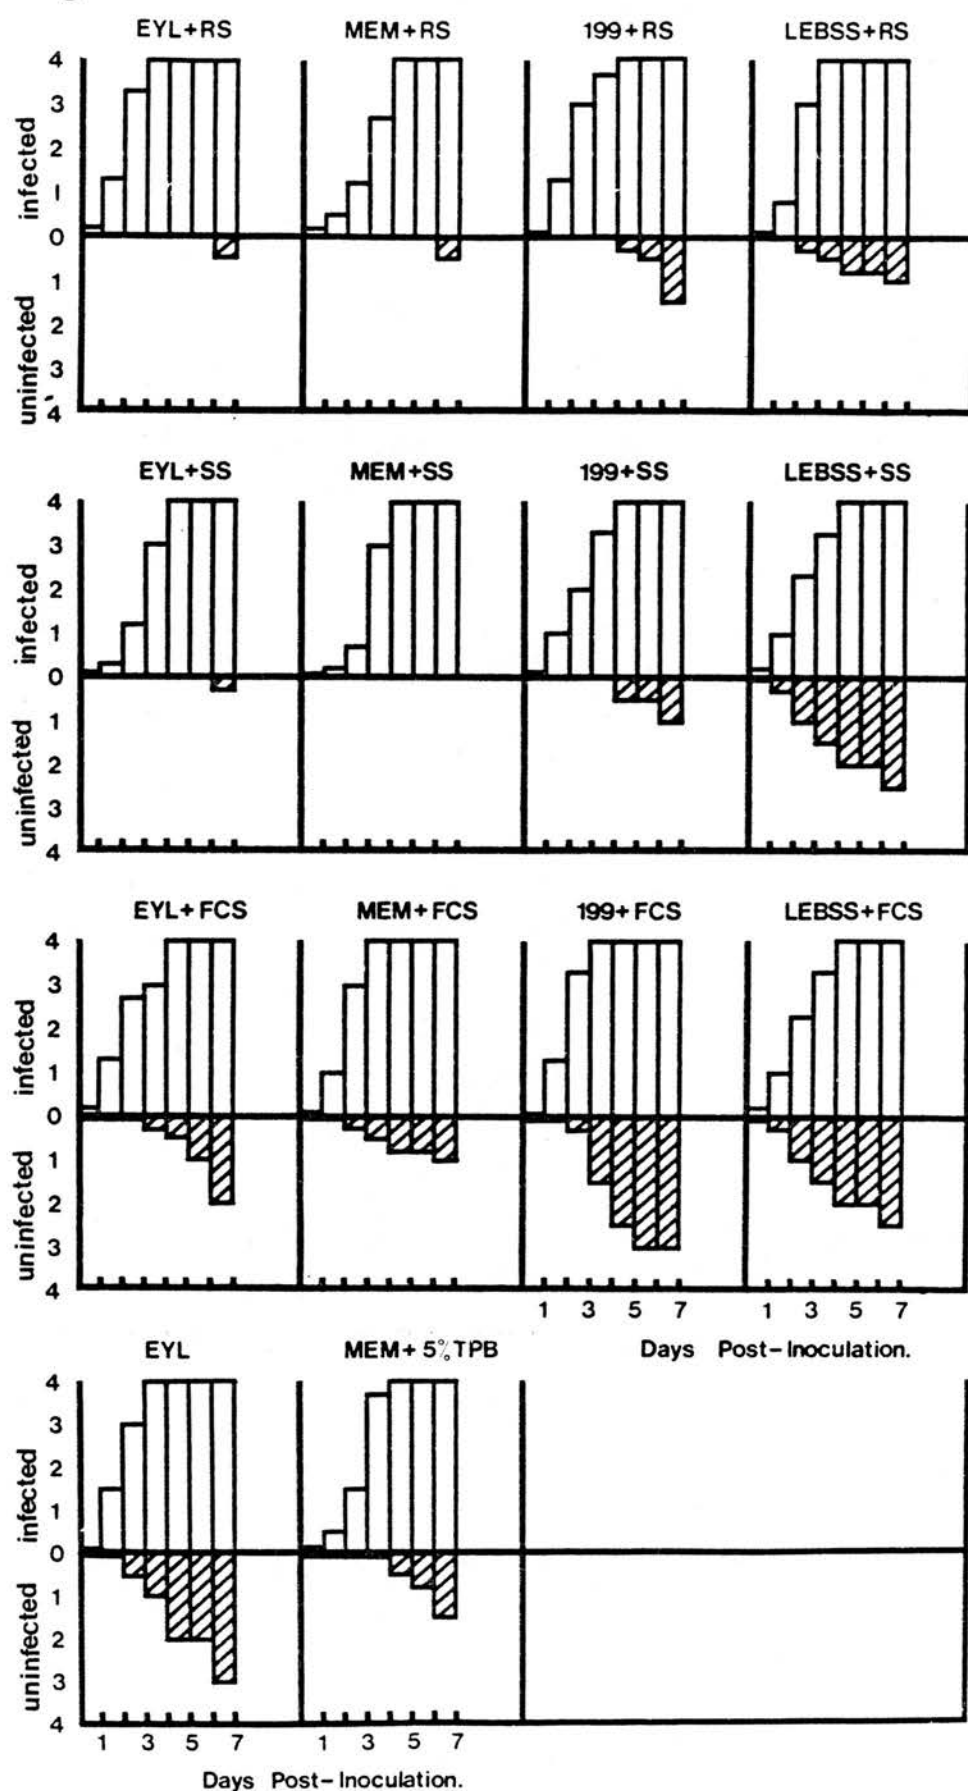 EYL+RS MEM+RS 199+RS LEBSS+RS
4
3
2
1
0
1
2
3
4
infected
uninfected
EYL+SS MEM+SS 199+SS LEBSS+SS
4
3
2
1
0
1
2
3
4
infected
uninfected
EYL+FCS MEM+FCS 199+FCS LEBSS+FCS
4
3
2
1
0
1
2
3
4
infected
uninfected
1 3 5 7 1 3 5 7
Days Post-Inoculation.
EYL MEM+ 5% TPB
4
3
2
1
0
1
2
3
4
infected
uninfected
1 3 5 7 1 3 5 7
Days Post-Inoculation.